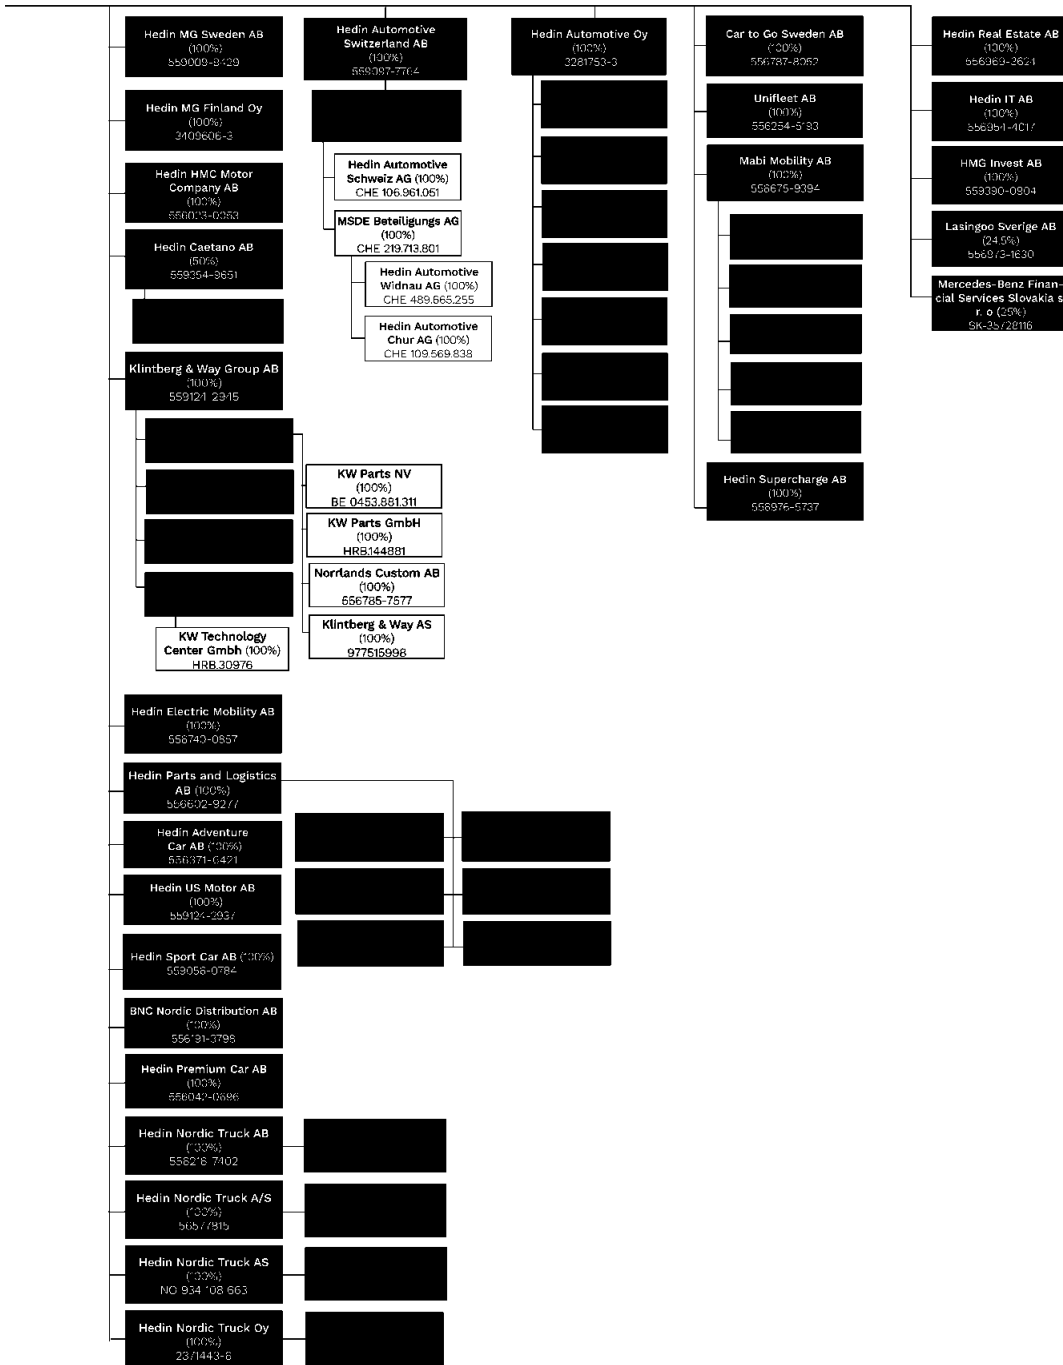 Hedin MG Sweden AB
(100%)
559009-8429
Hedin MG Finland Oy
(100%)
3409606-3
Hedin HMC Motor
Company AB
(100%)
Hedin Caetano AB
(50%)
559354-9651
Klintberg & Way Group AB
(100%)
559124-2945
KW Technology
Center Gmbh (100%)
HRB.30976
KW Parts NV
(100%)
BE 0453.881.311
KW Parts GmbH
(100%)
HRB.144881
Norrlands Custom AB
(100%)
556785-7577
Klintberg & Way AS
(100%)
977515998
Hedin Electric Mobility AB
(100%)
Hedin Parts and Logistics
AB (100%)
556602-9277
Hedin Adventure
Car AB (100%)
556371-6421
Hedin US Motor AB
(100%)
559124-2937
Hedin Sport Car AB (100%)
559056-0784
BNC Nordic Distribution AB
(100%)
556191-3798
Hedin Premium Car AB
(100%)
556042-0696
Hedin Nordic Truck AB
(100%)
556216-7402
Hedin Nordic Truck A/S
(100%)
56577815
Hedin Nordic Truck AS
(100%)
NO 934 108 663
Hedin Nordic Truck Oy
(100%)
2371443-8
Hedin Automotive
Switzerland AB
(100%)
559397-7764
Hedin Automotive
Schweiz AG (100%)
CHE 106.961.051
MSDE Beteiligungs AG
(100%)
CHE 219.713.801
Hedin Automotive
Widnau AG (100%)
CHE 489.665.255
Hedin Automotive
Chur AG (100%)
CHE 109.569.838
Hedin Automotive Oy
(100%)
3281753-3
Car to Go Sweden AB
(100%)
556787-8052
Unifleet AB
(100%)
556254-5193
Mabi Mobility AB
(100%)
556675-9394
Hedin Supercharge AB
(100%)
556976-5737
Hedin Real Estate AB
(100%)
556969-3624
Hedin IT AB
(100%)
556954-4017
HMG Invest AB
(100%)
559390-0904
Lasingoo Sverige AB
(24,5%)
556973-1630
Mercedes-Benz Finan-
cial Services Slovakia s
r. o (25%)
SK-35728116